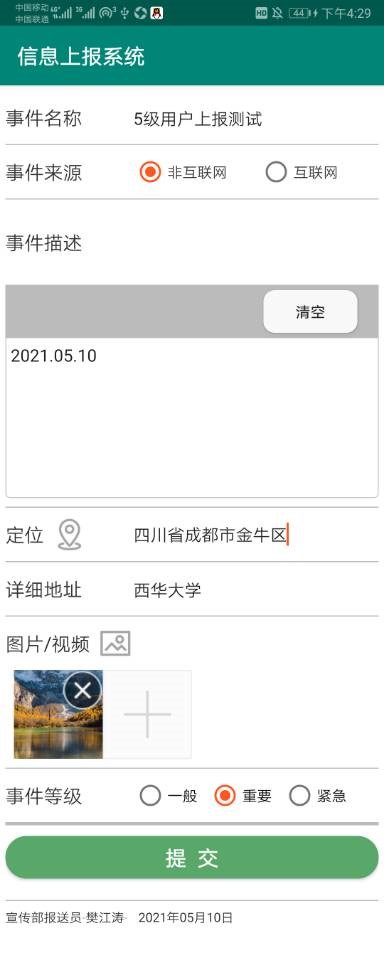 中国移动 4G+ 3G 3 HD 44 下午4:29
中国联通
信息上报系统
事件名称 5级用户上报测试
事件来源 非互联网 互联网
事件描述
清空
2021.05.10
定位 四川省成都市金牛区
详细地址 西华大学
图片/视频
事件等级 一般 重要 紧急
提 交
宣传部报送员-樊江涛- 2021年05月10日